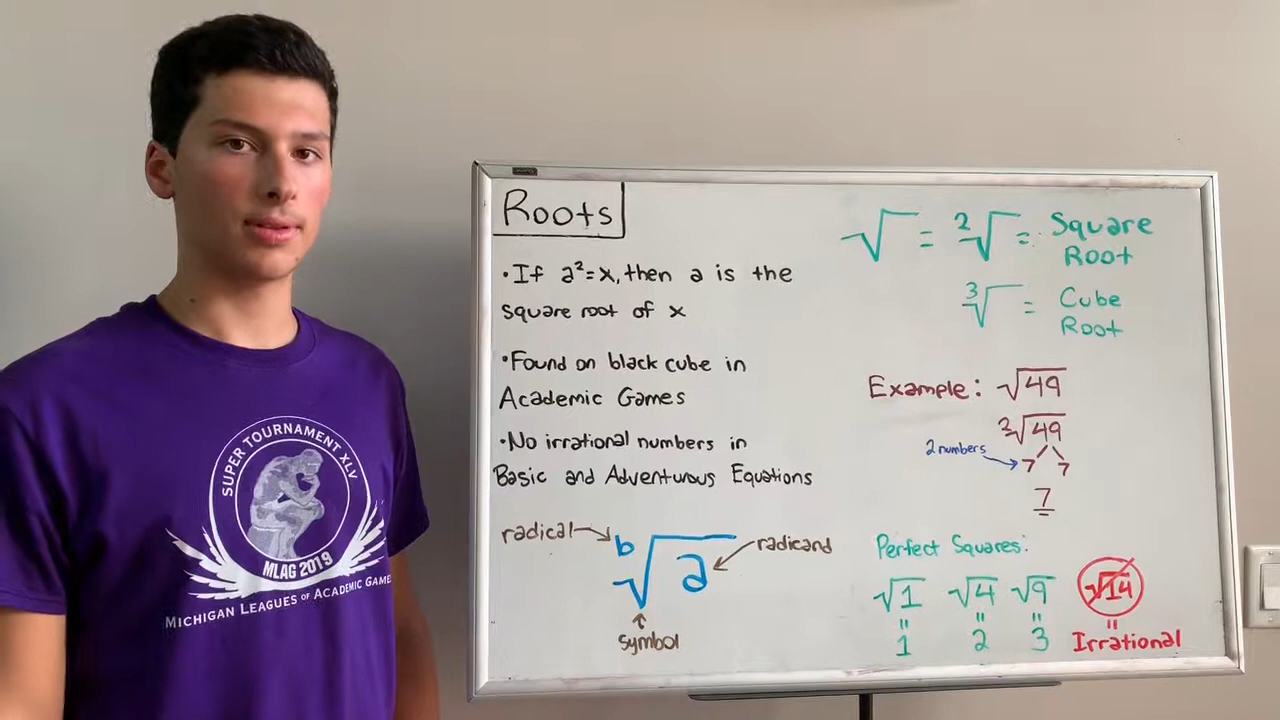 Roots
•If a²=x, then a is the
square root of x
•Found on black cube in
Academic Games
•No irrational numbers in
Basic and Adventurous Equations
radical
b√a
radicand
symbol
√ = ²√ = Square
Root
³√ = Cube
Root
Example: √49
²√49
2 numbers 7 7
7
Perfect Squares:
√1 √4 √9 √14
" " " "
1 2 3 Irrational
SUPER TOURNAMENT XLV
MLAG 2019
MICHIGAN LEAGUES OF ACADEMIC GAMES